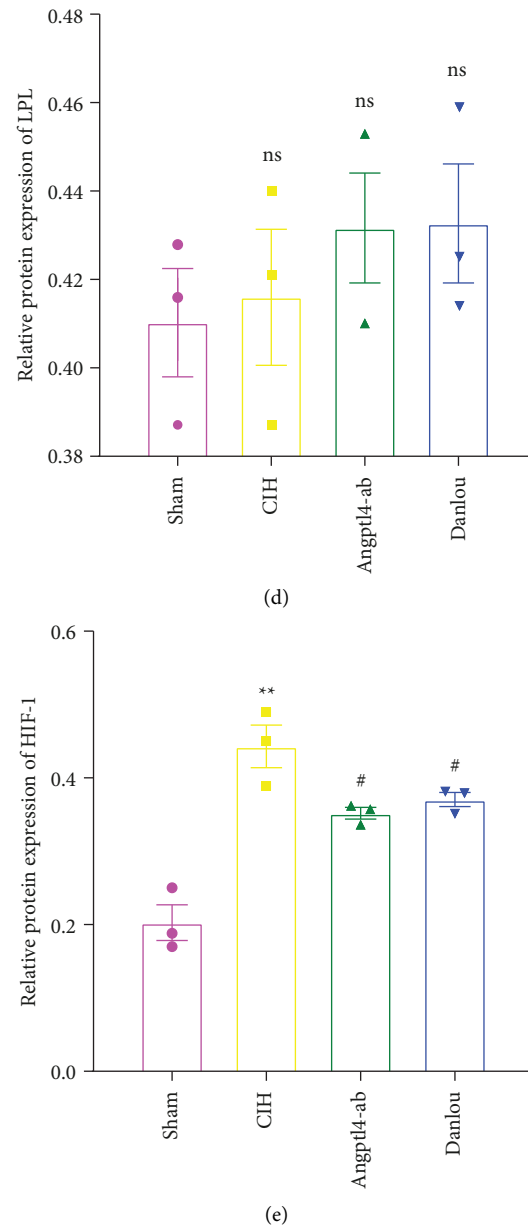 0.48
0.46
0.44
0.42
0.40
0.38
Relative protein expression of LPL
ns
ns
ns
Sham
CIH
Angptl4-ab
Danlou
(d)
0.6
0.4
0.2
0.0
Relative protein expression of HIF-1
**
#
#
Sham
CIH
Angptl4-ab
Danlou
(e)